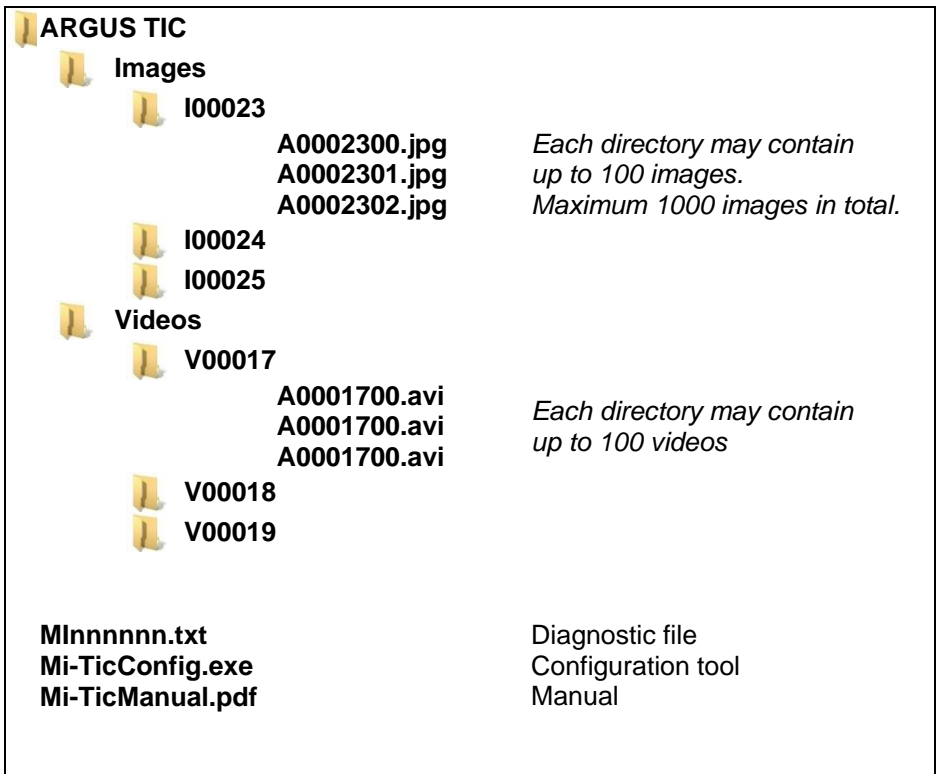 ARGUS TIC
Images
I00023
A0002300.jpg Each directory may contain
A0002301.jpg up to 100 images.
A0002302.jpg Maximum 1000 images in total.
I00024
I00025
Videos
V00017
A0001700.avi
A0001700.avi
A0001700.avi
Each directory may contain
up to 100 videos
V00018
V00019
MInnnnnn.txt Diagnostic file
Mi-TicConfig.exe Configuration tool
Mi-TicManual.pdf Manual